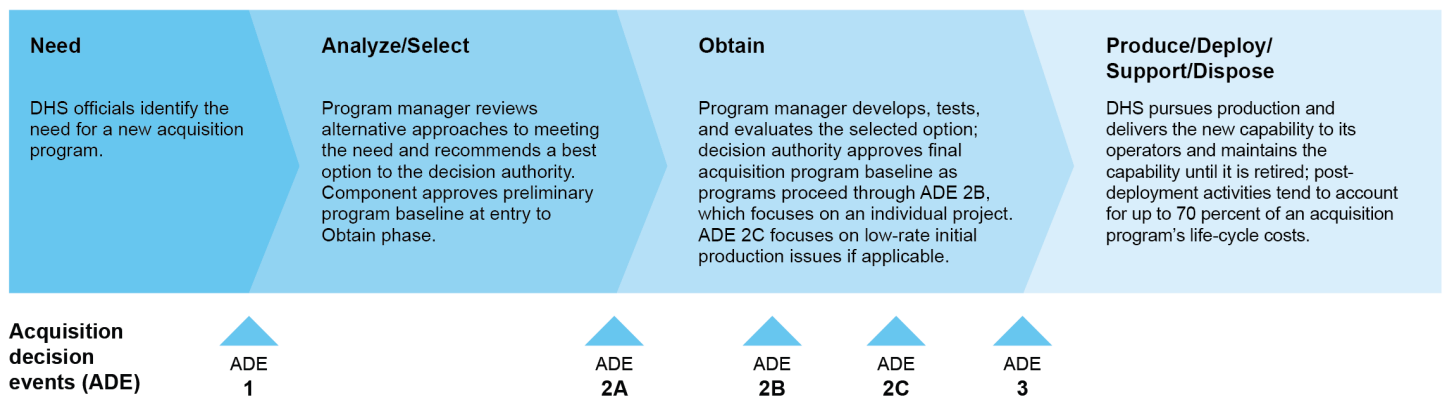 Need
DHS officials identify the
need for a new acquisition
program.
Analyze/Select
Program manager reviews
alternative approaches to meeting
the need and recommends a best
option to the decision authority.
Component approves preliminary
program baseline at entry to
Obtain phase.
Obtain
Program manager develops, tests,
and evaluates the selected option;
decision authority approves final
acquisition program baseline as
programs proceed through ADE 2B,
which focuses on an individual project.
ADE 2C focuses on low-rate initial
production issues if applicable.
Produce/Deploy/
Support/Dispose
DHS pursues production and
delivers the new capability to its
operators and maintains the
capability until it is retired; post-
deployment activities tend to account
for up to 70 percent of an acquisition
program's life-cycle costs.
Acquisition
decision
events (ADE)
ADE
1
ADE
2A
ADE
2B
ADE
2C
ADE
3